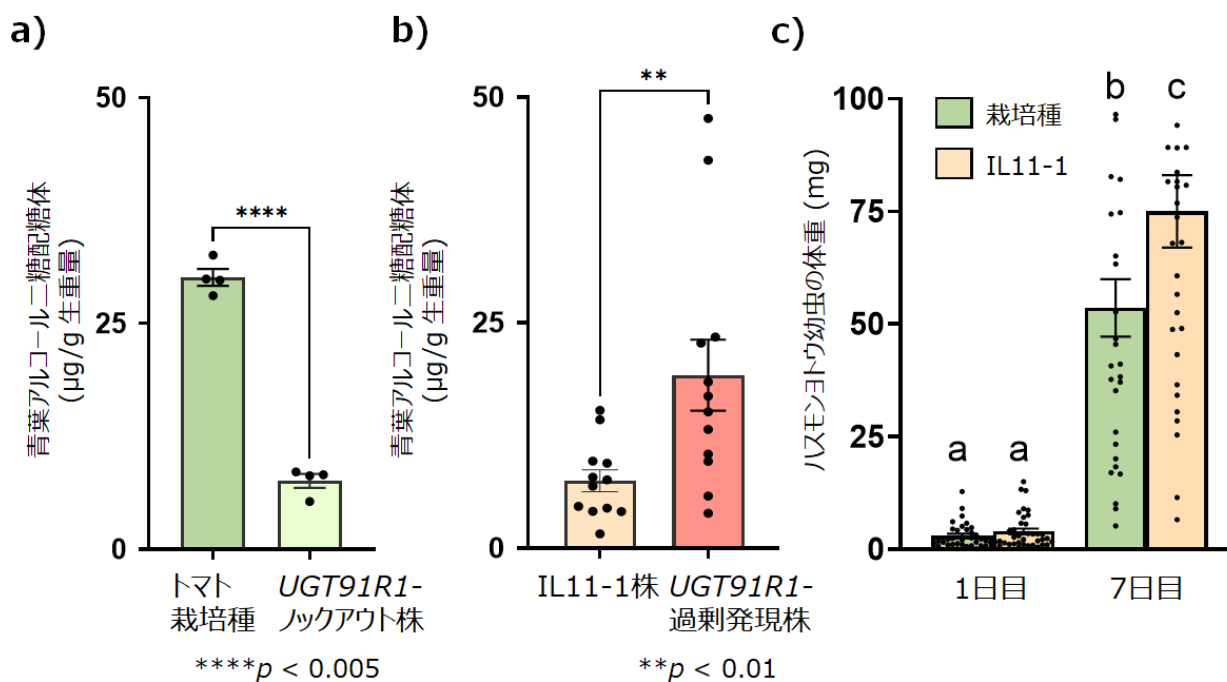 a)
50
25
0
青葉アルコール二糖配糖体
(μg/g 生重量)
****
トマト
栽培種
UGT91R1-
ノックアウト株
****p < 0.005
b)
50
25
0
青葉アルコール二糖配糖体
(μg/g 生重量)
**
IL11-1株
UGT91R1-
過剰発現株
**p < 0.01
c)
100
75
50
25
0
ハスモンヨトウ幼虫の体重 (mg)
栽培種
IL11-1
a
a
b
c
1日目
7日目